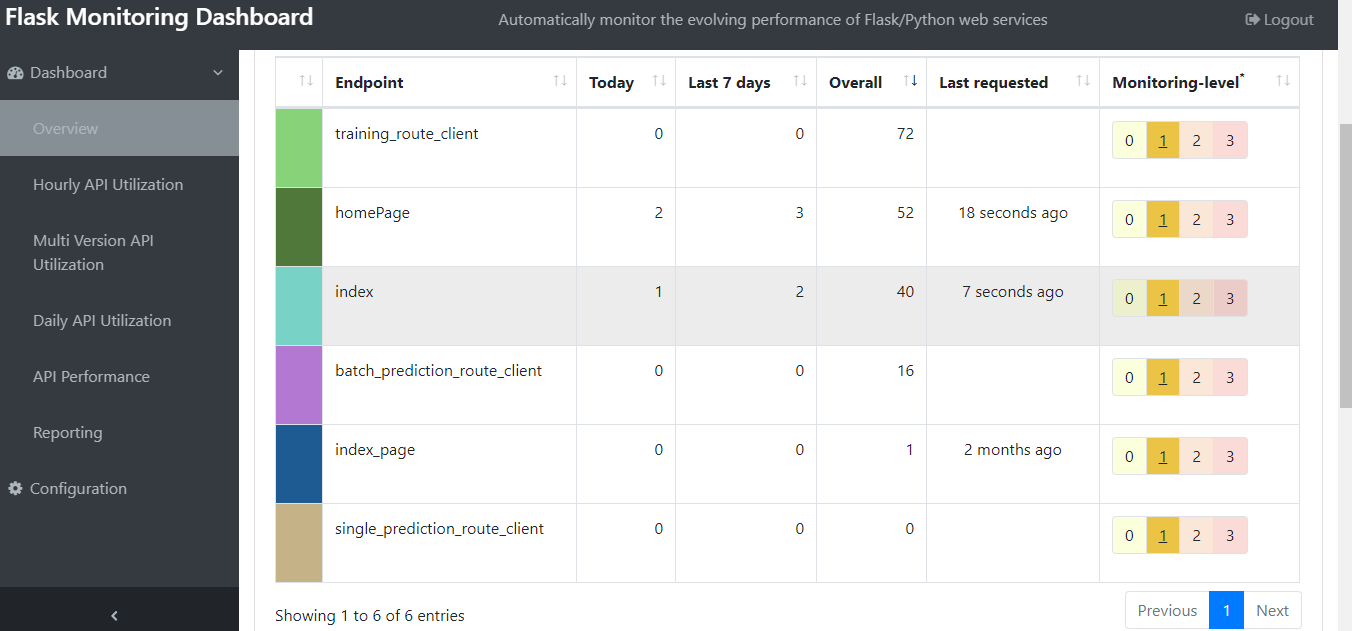 Flask Monitoring Dashboard
Automatically monitor the evolving performance of Flask/Python web services
Logout
Dashboard
Overview
Hourly API Utilization
Multi Version API
Utilization
Daily API Utilization
API Performance
Reporting
Configuration
Endpoint Today Last 7 days Overall Last requested Monitoring-level*
training_route_client 0 0 72 0 1 2 3
homePage 2 3 52 18 seconds ago 0 1 2 3
index 1 2 40 7 seconds ago 0 1 2 3
batch_prediction_route_client 0 0 16 0 1 2 3
index_page 0 0 1 2 months ago 0 1 2 3
single_prediction_route_client 0 0 0 0 1 2 3
Showing 1 to 6 of 6 entries
Previous 1 Next